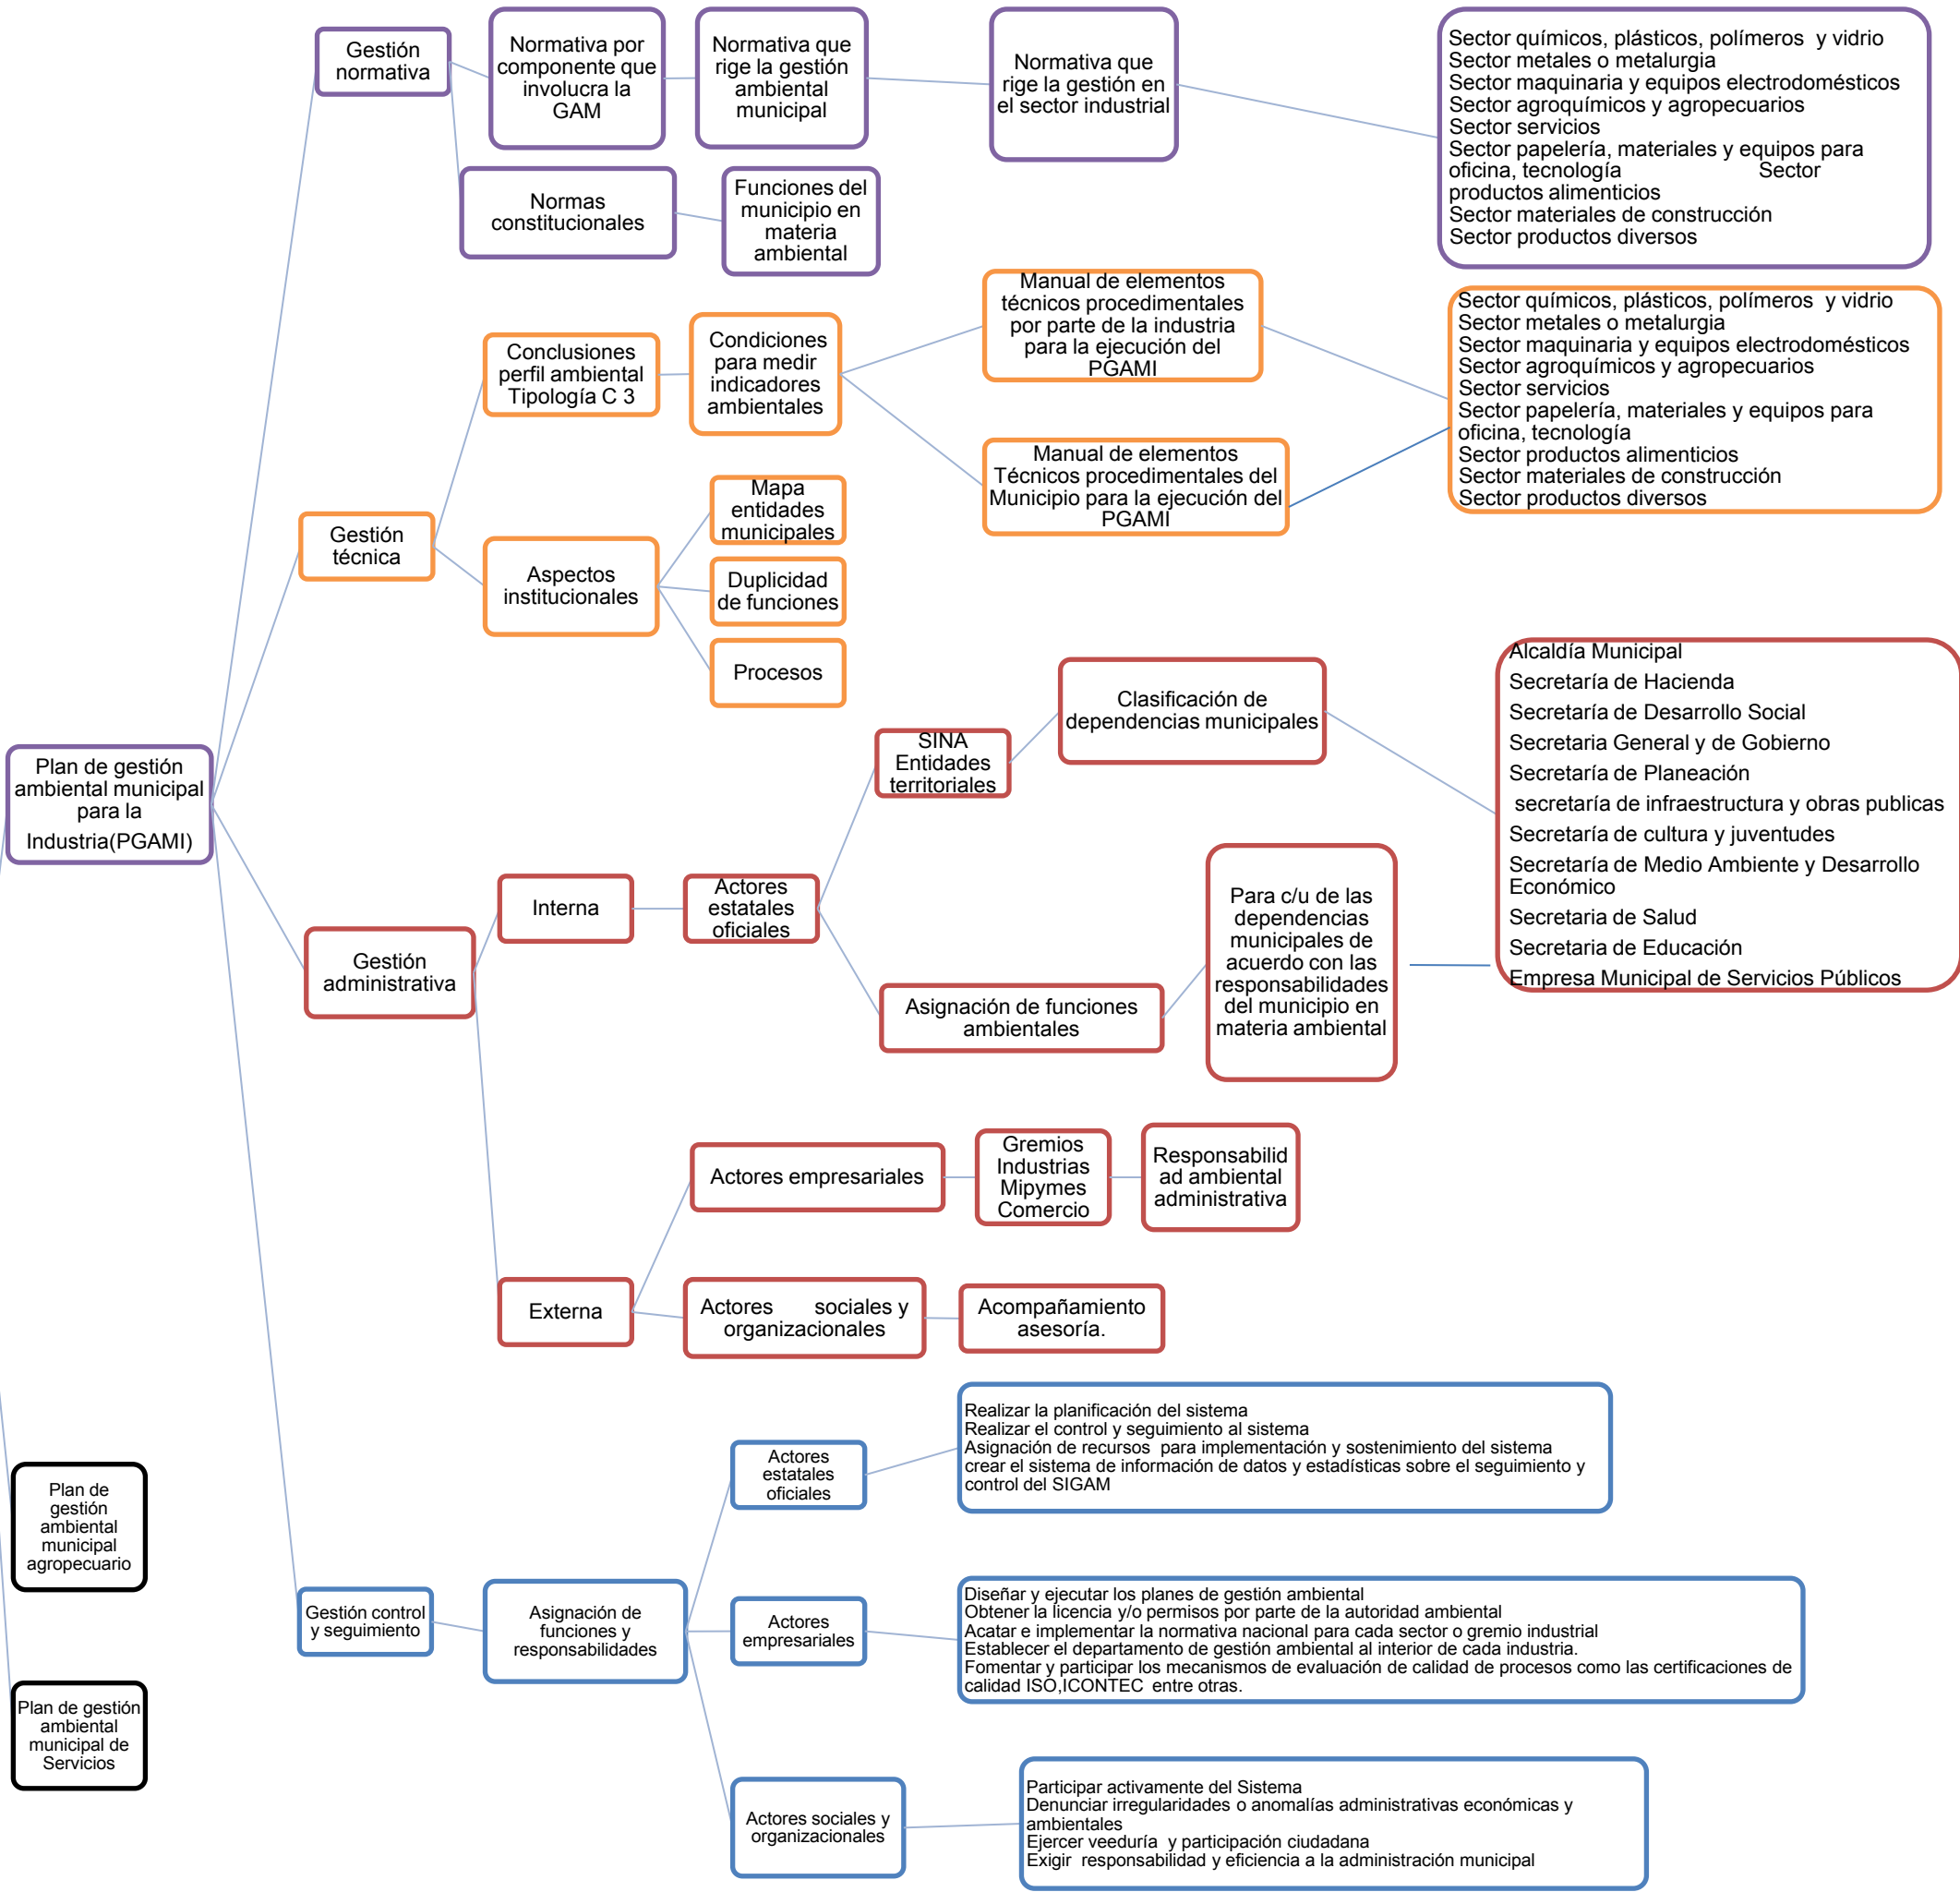 Gestión
normativa
Normativa por
componente que
involucra la
GAM
Normativa que
rige la gestión
ambiental
municipal
Normativa que
rige la gestión en
el sector industrial
Sector químicos, plásticos, polímeros y vidrio
Sector metales o metalurgia
Sector maquinaria y equipos electrodomésticos
Sector agroquímicos y agropecuarios
Sector servicios
Sector papelería, materiales y equipos para
oficina, tecnología Sector
productos alimenticios
Sector materiales de construcción
Sector productos diversos
Normas
constitucionales
Funciones del
municipio en
materia
ambiental
Conclusiones
perfil ambiental
Tipología C 3
Condiciones
para medir
indicadores
ambientales
Manual de elementos
técnicos procedimentales
por parte de la industria
para la ejecución del
PGAMI
Manual de elementos
Técnicos procedimentales del
Municipio para la ejecución del
PGAMI
Sector químicos, plásticos, polímeros y vidrio
Sector metales o metalurgia
Sector maquinaria y equipos electrodomésticos
Sector agroquímicos y agropecuarios
Sector servicios
Sector papelería, materiales y equipos para
oficina, tecnología
Sector productos alimenticios
Sector materiales de construcción
Sector productos diversos
Gestión
técnica
Aspectos
institucionales
Mapa
entidades
municipales
Duplicidad
de funciones
Procesos
Plan de gestión
ambiental municipal
para la
Industria(PGAMI)
Gestión
administrativa
Interna
Actores
estatales
oficiales
SINA
Entidades
territoriales
Clasificación de
dependencias municipales
Asignación de funciones
ambientales
Para c/u de las
dependencias
municipales de
acuerdo con las
responsabilidades
del municipio en
materia ambiental
Alcaldía Municipal
Secretaría de Hacienda
Secretaría de Desarrollo Social
Secretaria General y de Gobierno
Secretaría de Planeación
secretaría de infraestructura y obras publicas
Secretaría de cultura y juventudes
Secretaría de Medio Ambiente y Desarrollo
Económico
Secretaria de Salud
Secretaria de Educación
Empresa Municipal de Servicios Públicos
Externa
Actores empresariales
Gremios
Industrias
Mipymes
Comercio
Responsabilid
ad ambiental
administrativa
Actores sociales y
organizacionales
Acompañamiento
asesoría.
Plan de
gestión
ambiental
municipal
agropecuario
Plan de gestión
ambiental
municipal de
Servicios
Gestión control
y seguimiento
Asignación de
funciones y
responsabilidades
Actores
estatales
oficiales
Realizar la planificación del sistema
Realizar el control y seguimiento al sistema
Asignación de recursos para implementación y sostenimiento del sistema
crear el sistema de información de datos y estadísticas sobre el seguimiento y
control del SIGAM
Actores
empresariales
Diseñar y ejecutar los planes de gestión ambiental
Obtener la licencia y/o permisos por parte de la autoridad ambiental
Acatar e implementar la normativa nacional para cada sector o gremio industrial
Establecer el departamento de gestión ambiental al interior de cada industria.
Fomentar y participar los mecanismos de evaluación de calidad de procesos como las certificaciones de
calidad ISO,ICONTEC entre otras.
Actores sociales y
organizacionales
Participar activamente del Sistema
Denunciar irregularidades o anomalías administrativas económicas y
ambientales
Ejercer veeduría y participación ciudadana
Exigir responsabilidad y eficiencia a la administración municipal